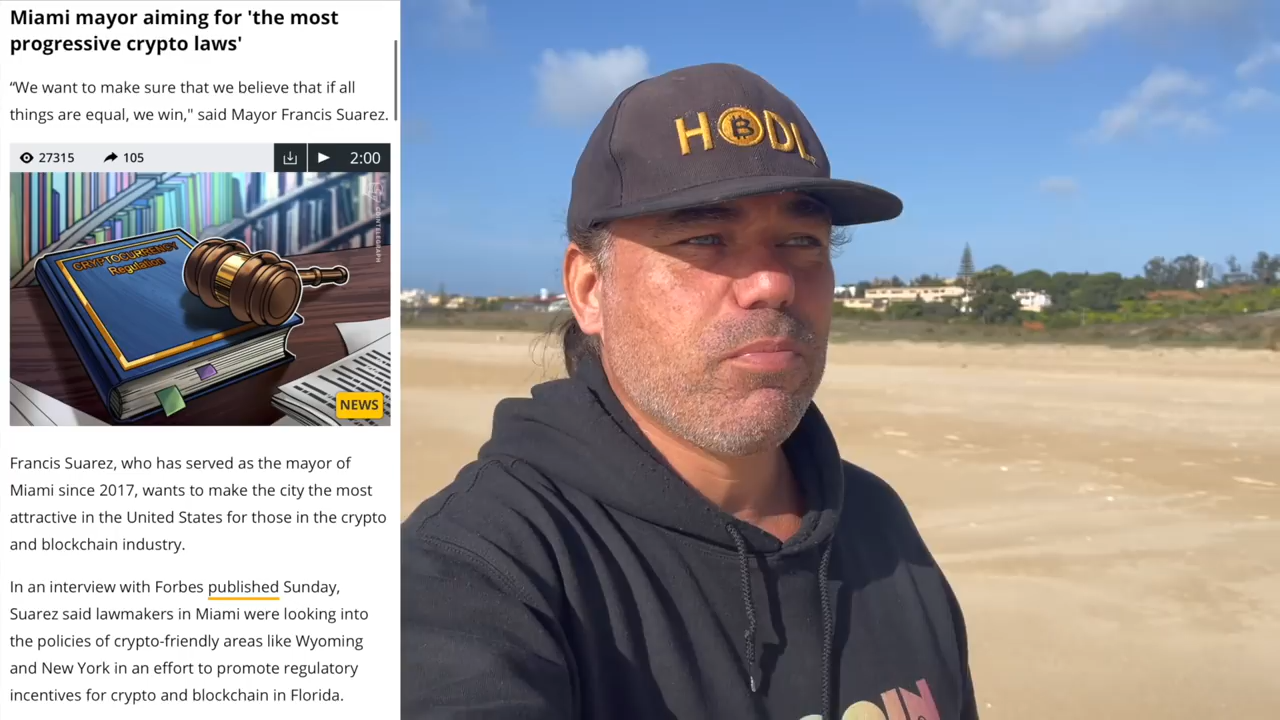 Miami mayor aiming for 'the most
progressive crypto laws'
“We want to make sure that we believe that if all
things are equal, we win," said Mayor Francis Suarez.
27315 105 2:00
CRYPTOCURRENCY
Regulation
COINTELEGRAPH
NEWS
Francis Suarez, who has served as the mayor of
Miami since 2017, wants to make the city the most
attractive in the United States for those in the crypto
and blockchain industry.
In an interview with Forbes published Sunday,
Suarez said lawmakers in Miami were looking into
the policies of crypto-friendly areas like Wyoming
and New York in an effort to promote regulatory
incentives for crypto and blockchain in Florida.
HODL